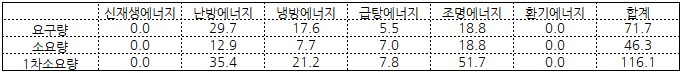 신재생에너지 난방에너지 냉방에너지 급탕에너지 조명에너지 환기에너지 합계
요구량 0.0 29.7 17.6 5.5 18.8 0.0 71.7
소요량 0.0 12.9 7.7 7.0 18.8 0.0 46.3
1차소요량 0.0 35.4 21.2 7.8 51.7 0.0 116.1